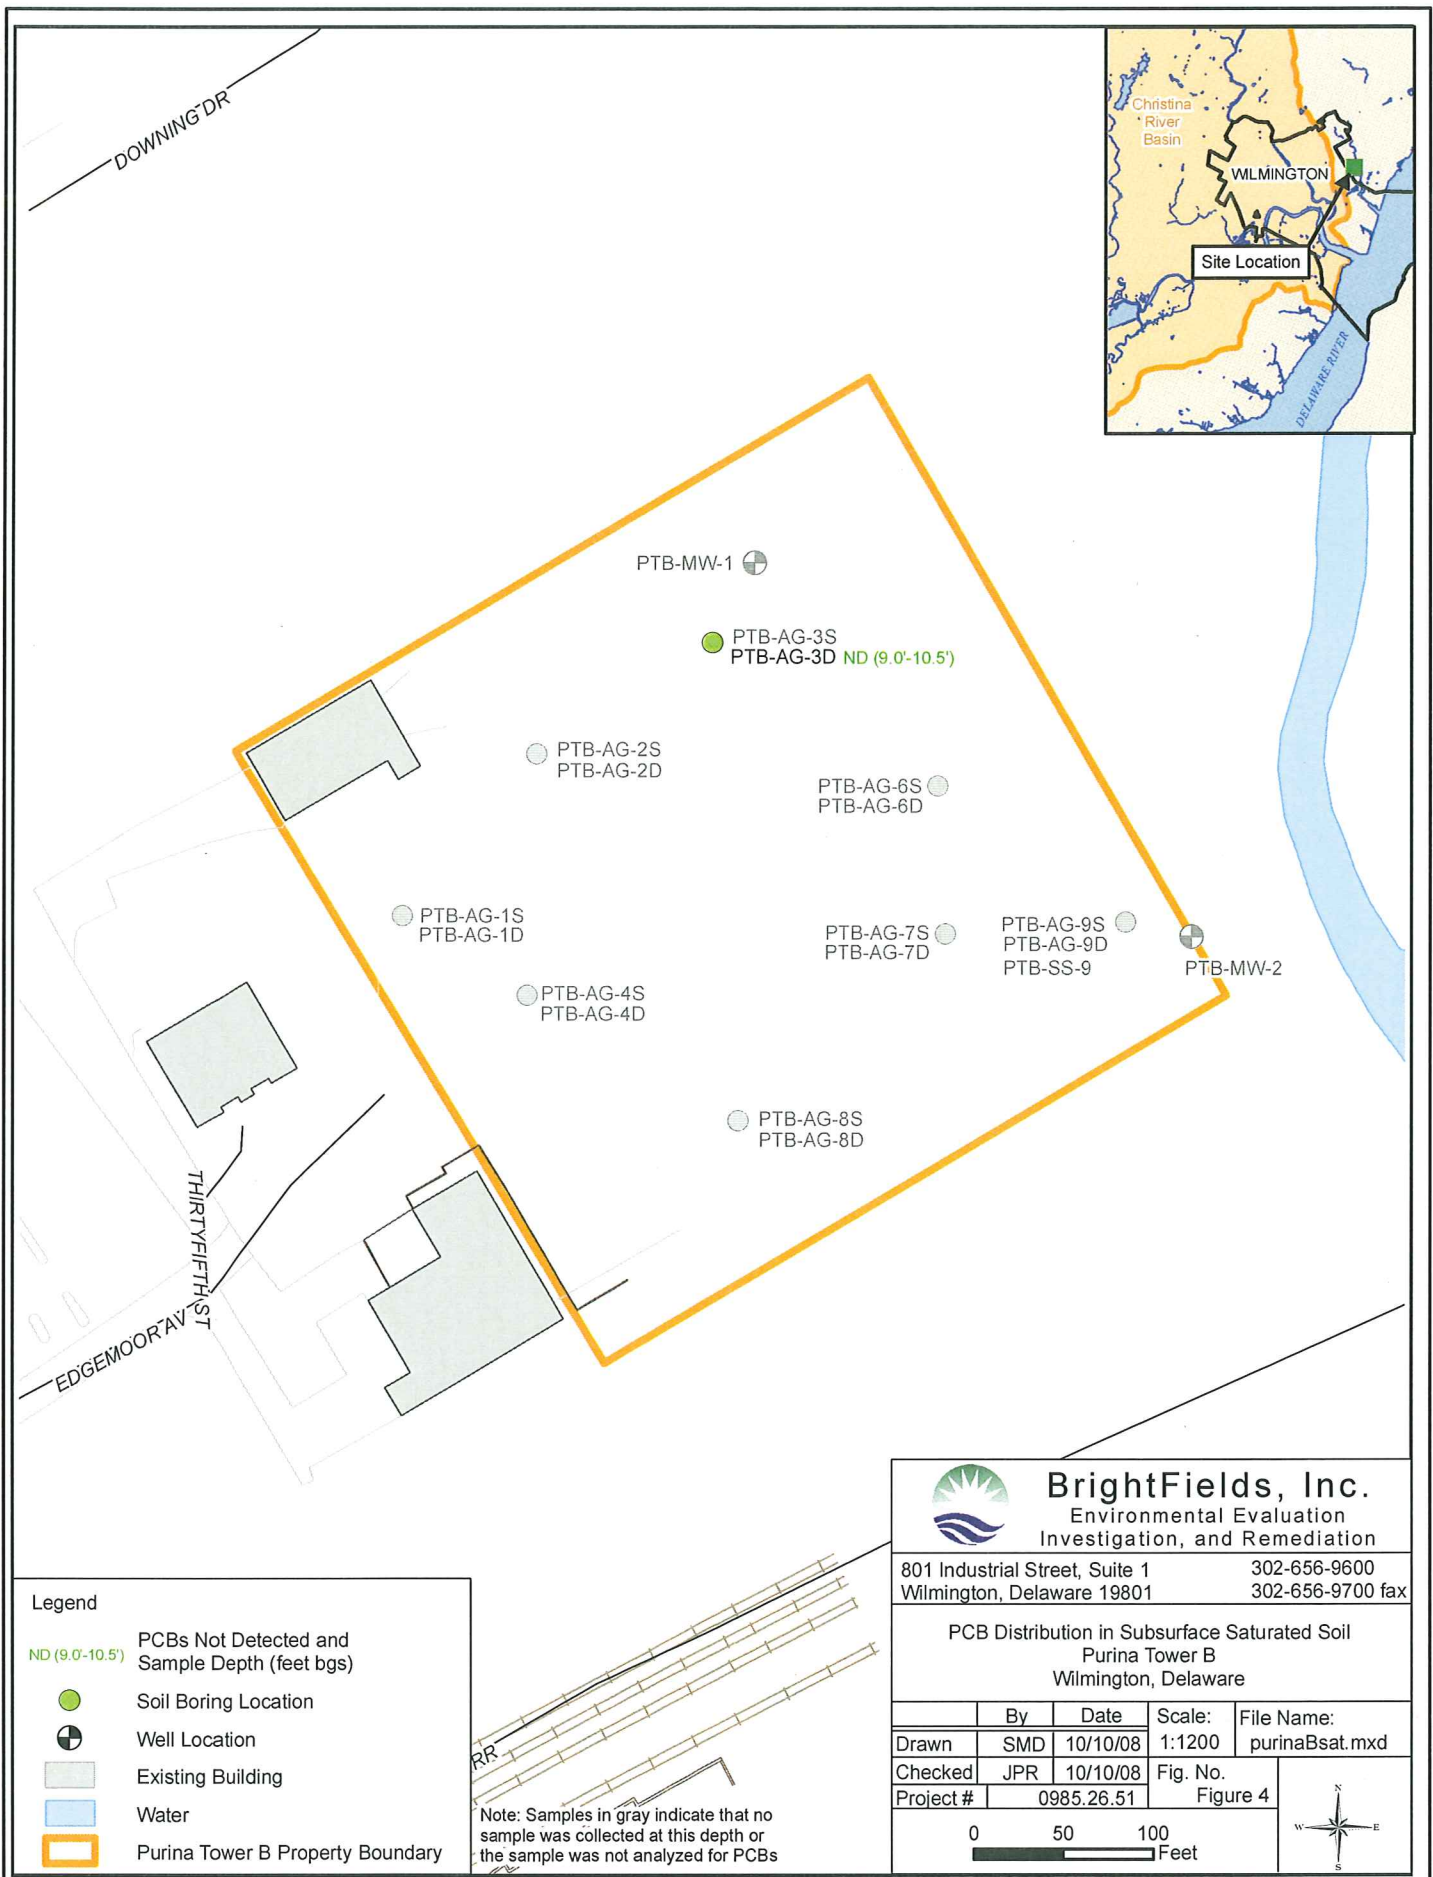 DOWNING DR
Christina
River
Basin
WILMINGTON
Site Location
DELAWARE RIVER
PTB-MW-1
PTB-AG-3S
PTB-AG-3D ND (9.0'-10.5')
PTB-AG-2S
PTB-AG-2D
PTB-AG-6S
PTB-AG-6D
PTB-AG-1S
PTB-AG-1D
PTB-AG-7S
PTB-AG-7D
PTB-AG-9S
PTB-AG-9D
PTB-SS-9
PTB-MW-2
PTB-AG-4S
PTB-AG-4D
PTB-AG-8S
PTB-AG-8D
THIRTYFIFTH ST
EDGEMOOR AV
RR
Legend
ND (9.0'-10.5') PCBs Not Detected and
Sample Depth (feet bgs)
Soil Boring Location
Well Location
Existing Building
Water
Purina Tower B Property Boundary
Note: Samples in gray indicate that no
sample was collected at this depth or
the sample was not analyzed for PCBs
BrightFields, Inc.
Environmental Evaluation
Investigation, and Remediation
801 Industrial Street, Suite 1 302-656-9600
Wilmington, Delaware 19801 302-656-9700 fax
PCB Distribution in Subsurface Saturated Soil
Purina Tower B
Wilmington, Delaware
By Date Scale: File Name:
Drawn SMD 10/10/08 1:1200 purinaBsat.mxd
Checked JPR 10/10/08 Fig. No.
Project # 0985.26.51 Figure 4
0 50 100
Feet
N
W E
S